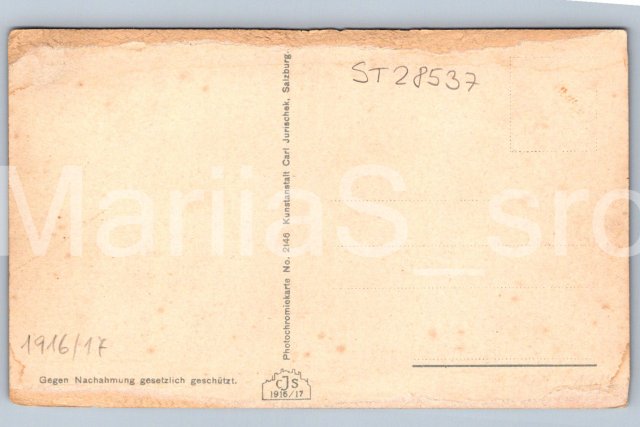 ST28537
Photochromiekarte No. 2146 Kunstanstalt Carl Jurischek, Salzburg.
MariiaS_sro
1916/17
Gegen Nachahmung gesetzlich geschützt.
CJS
1916/17